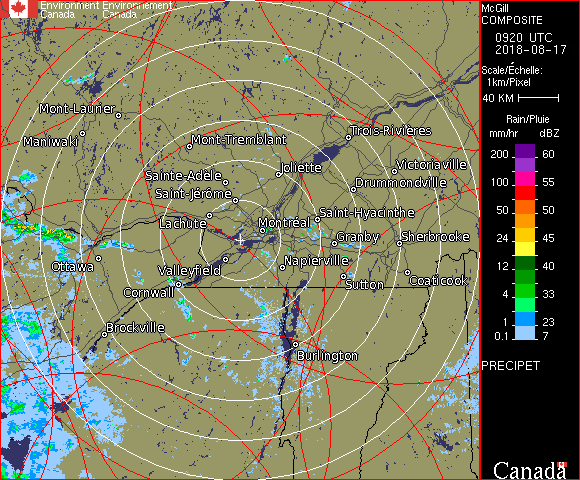 Environment Environnement
Canada Canada
McGill
COMPOSITE
0920 UTC
2018-08-17
Scale/Échelle:
1km/Pixel
40 KM
Rain/Pluie
mm/hr dBZ
200 60
100 55
50 50
24 45
12 40
4 33
1 23
0.1 7
PRECIPET
Canada
Mont-Laurier
Maniwaki
Mont-Tremblant
Trois-Rivières
Joliette
Victoriaville
Sainte-Adèle
Drummondville
Saint-Jérôme
Lachute
Montréal
Saint-Hyacinthe
Granby
Sherbrooke
Ottawa
Valleyfield
Napierville
Cornwall
Sutton
Coaticook
Brockville
Burlington